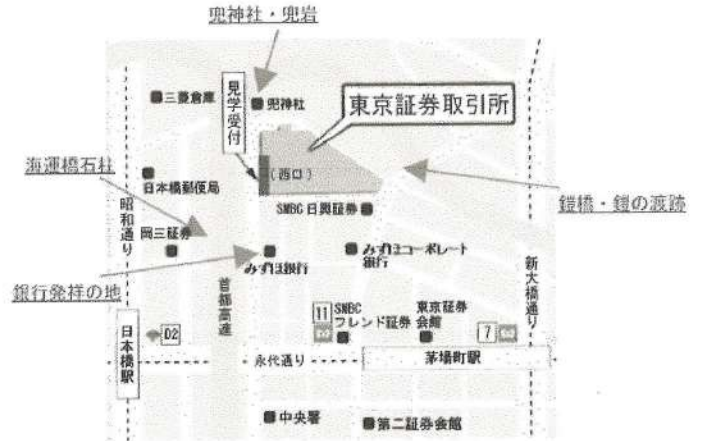 兜神社・兜岩
三菱倉庫
見学受付
兜神社
東京証券取引所
海運橋石柱
日本橋郵便局
(西口)
鎧橋・鎧の渡跡
SMBC日興証券
昭和通り
岡三証券
みずほ銀行
みずほコーポレート
銀行
新大橋通り
銀行発祥の地
首都高速
11
SMBC
フレンド証券
東京証券
会館
7
日本橋駅
D2
永代通り
茅場町駅
中央署
第二証券会館